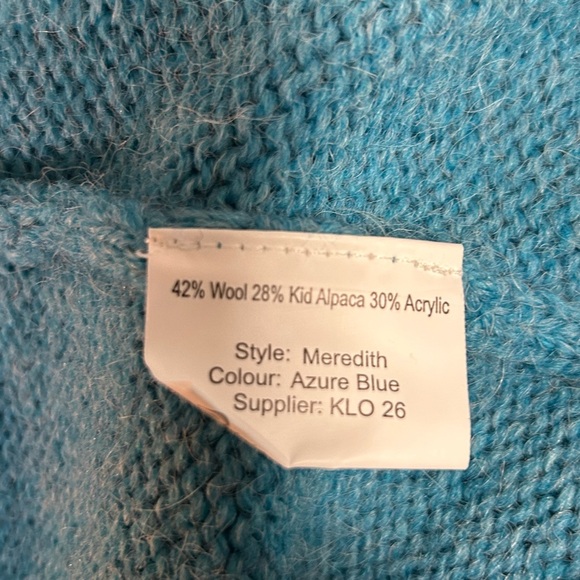 42% Wool 28% Kid Alpaca 30% Acrylic
Style: Meredith
Colour: Azure Blue
Supplier: KLO 26